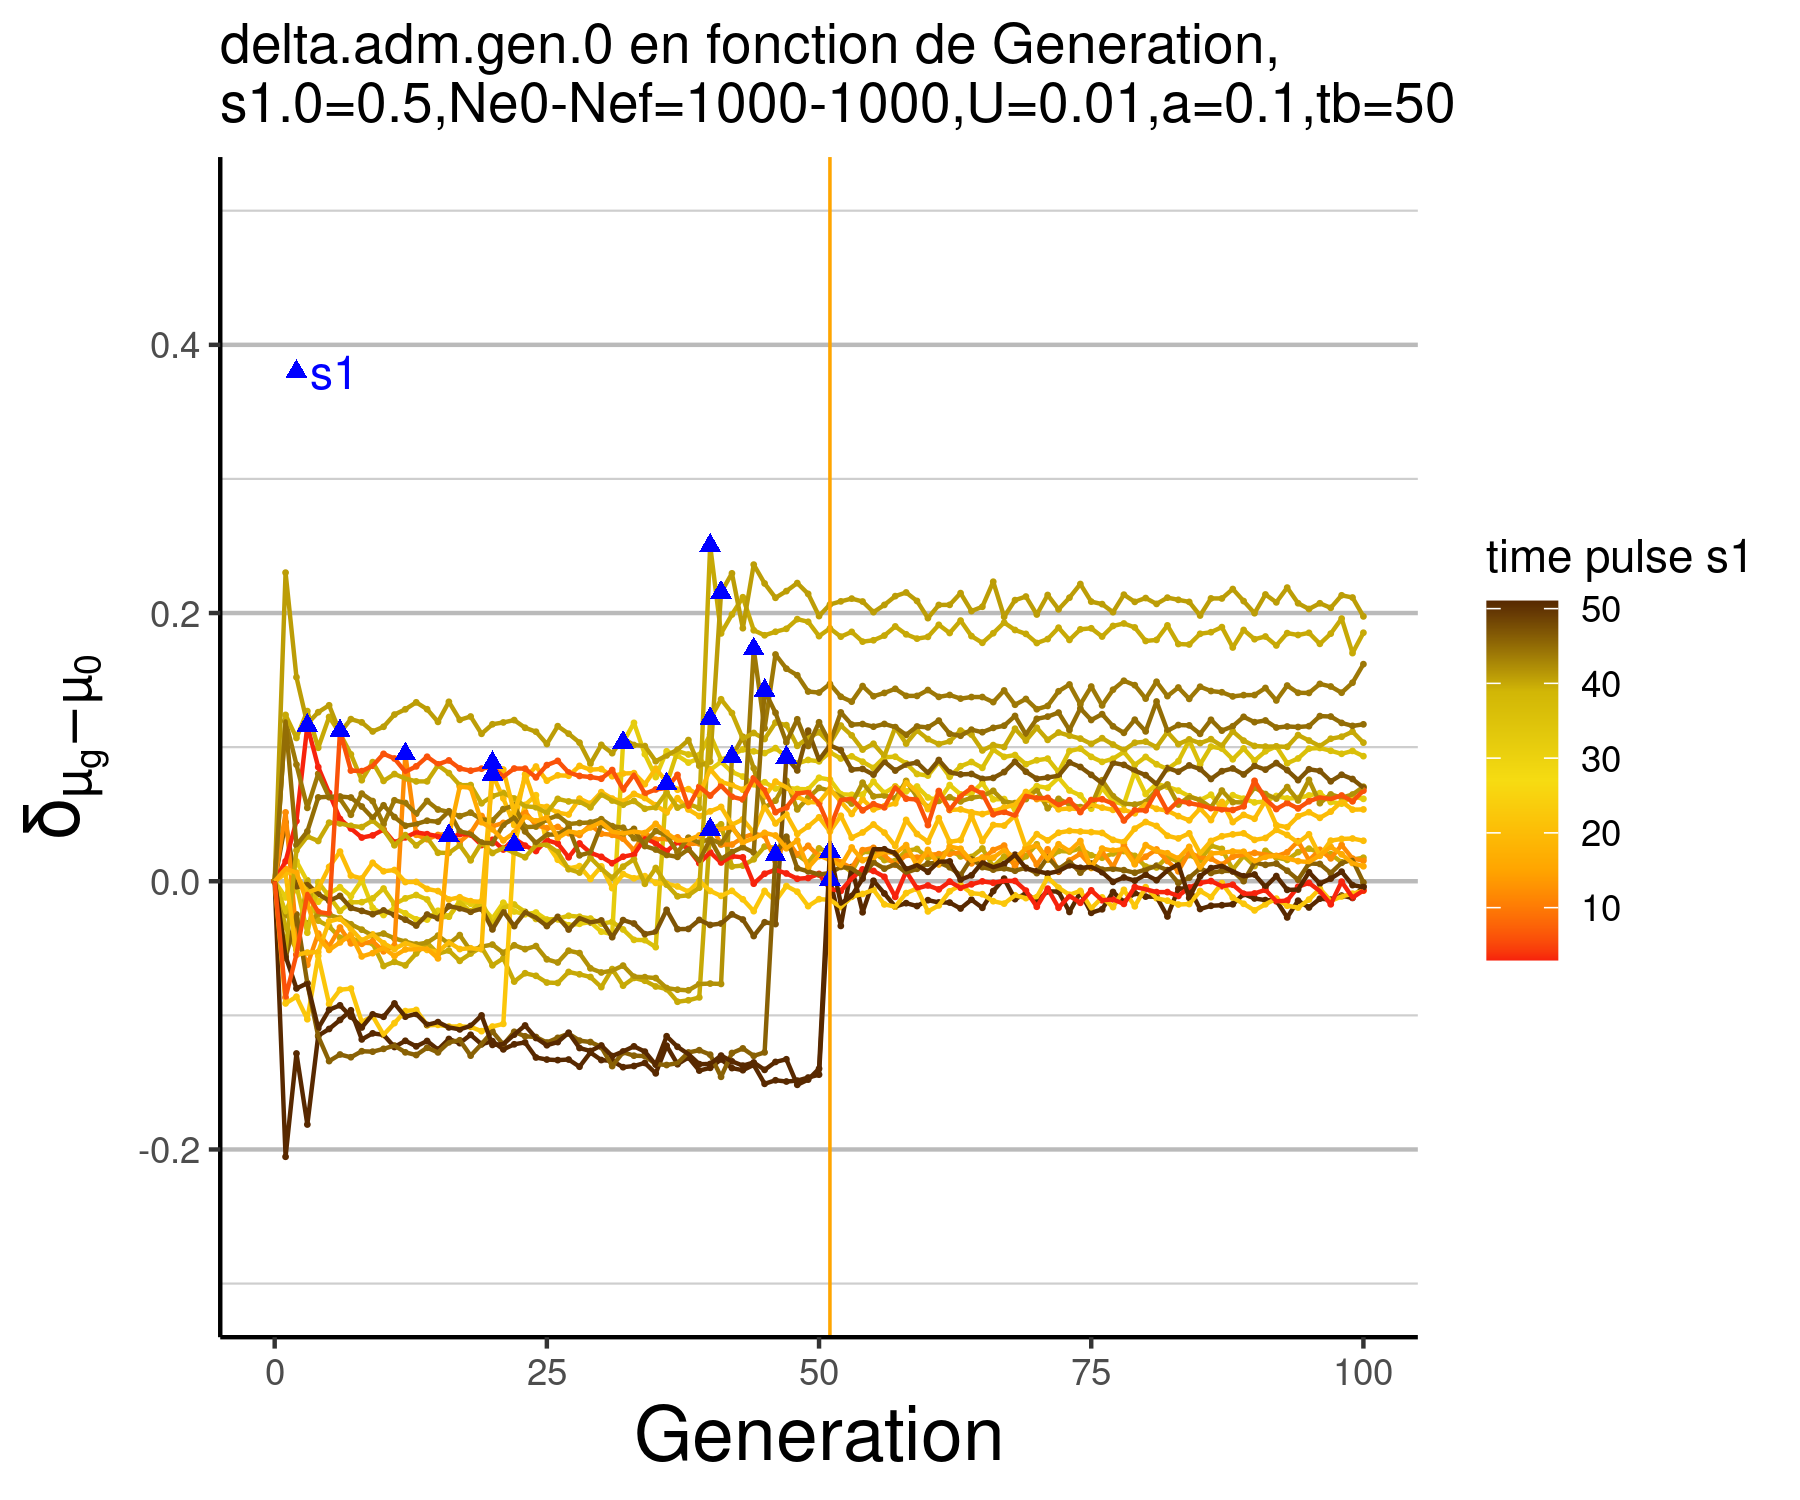 delta.adm.gen.0 en fonction de Generation,
s1.0=0.5,Ne0-Nef=1000-1000,U=0.01,a=0.1,tb=50
0.4
0.2
0.0
-0.2
δμg−μ0
s1
0 25 50 75 100
Generation
time pulse s1
50
40
30
20
10